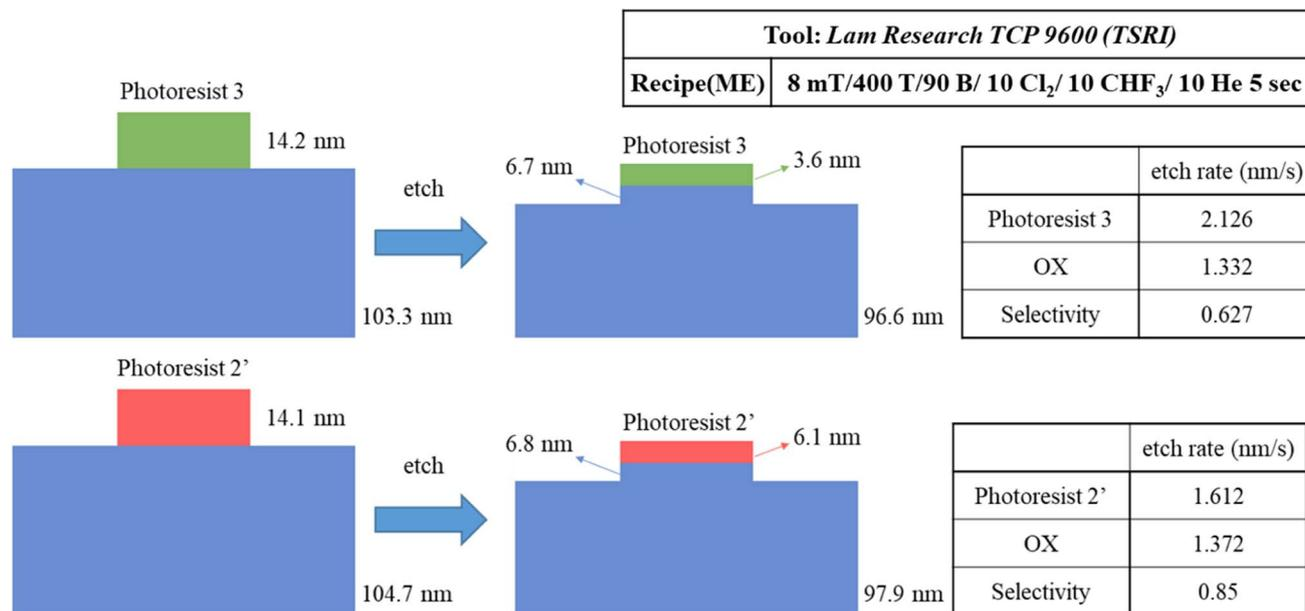 Tool: Lam Research TCP 9600 (TSRI)
Recipe(ME) 8 mT/400 T/90 B/ 10 Cl₂/ 10 CHF₃/ 10 He 5 sec
Photoresist 3
14.2 nm
103.3 nm
etch
Photoresist 3
6.7 nm
3.6 nm
96.6 nm
etch rate (nm/s)
Photoresist 3 2.126
OX 1.332
Selectivity 0.627
Photoresist 2’
14.1 nm
104.7 nm
etch
Photoresist 2’
6.8 nm
6.1 nm
97.9 nm
etch rate (nm/s)
Photoresist 2’ 1.612
OX 1.372
Selectivity 0.85